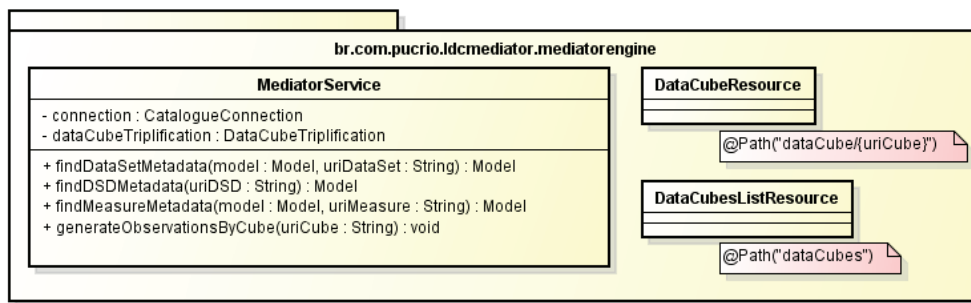 br.com.pucrio.ldcmediator.mediatorengine
MediatorService
- connection : CatalogueConnection
- dataCubeTriplification : DataCubeTriplification
+ findDataSetMetadata(model : Model, uriDataSet : String) : Model
+ findDSDMetadata(uriDSD : String) : Model
+ findMeasureMetadata(model : Model, uriMeasure : String) : Model
+ generateObservationsByCube(uriCube : String) : void
DataCubeResource
@Path("dataCube/{uriCube}")
DataCubesListResource
@Path("dataCubes")